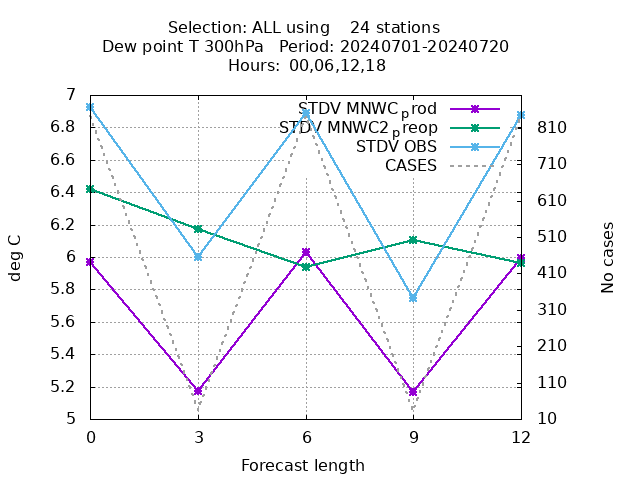 Selection: ALL using    24 stations
Dew point T 300hPa   Period: 20240701-20240720
Hours: 00,06,12,18
STDV MNWC_prod
STDV MNWC2_preop
STDV OBS
CASES
7
6.8
6.6
6.4
6.2
6
5.8
5.6
5.4
5.2
5
810
710
610
510
410
310
210
110
10
deg C
No cases
0 3 6 9 12
Forecast length